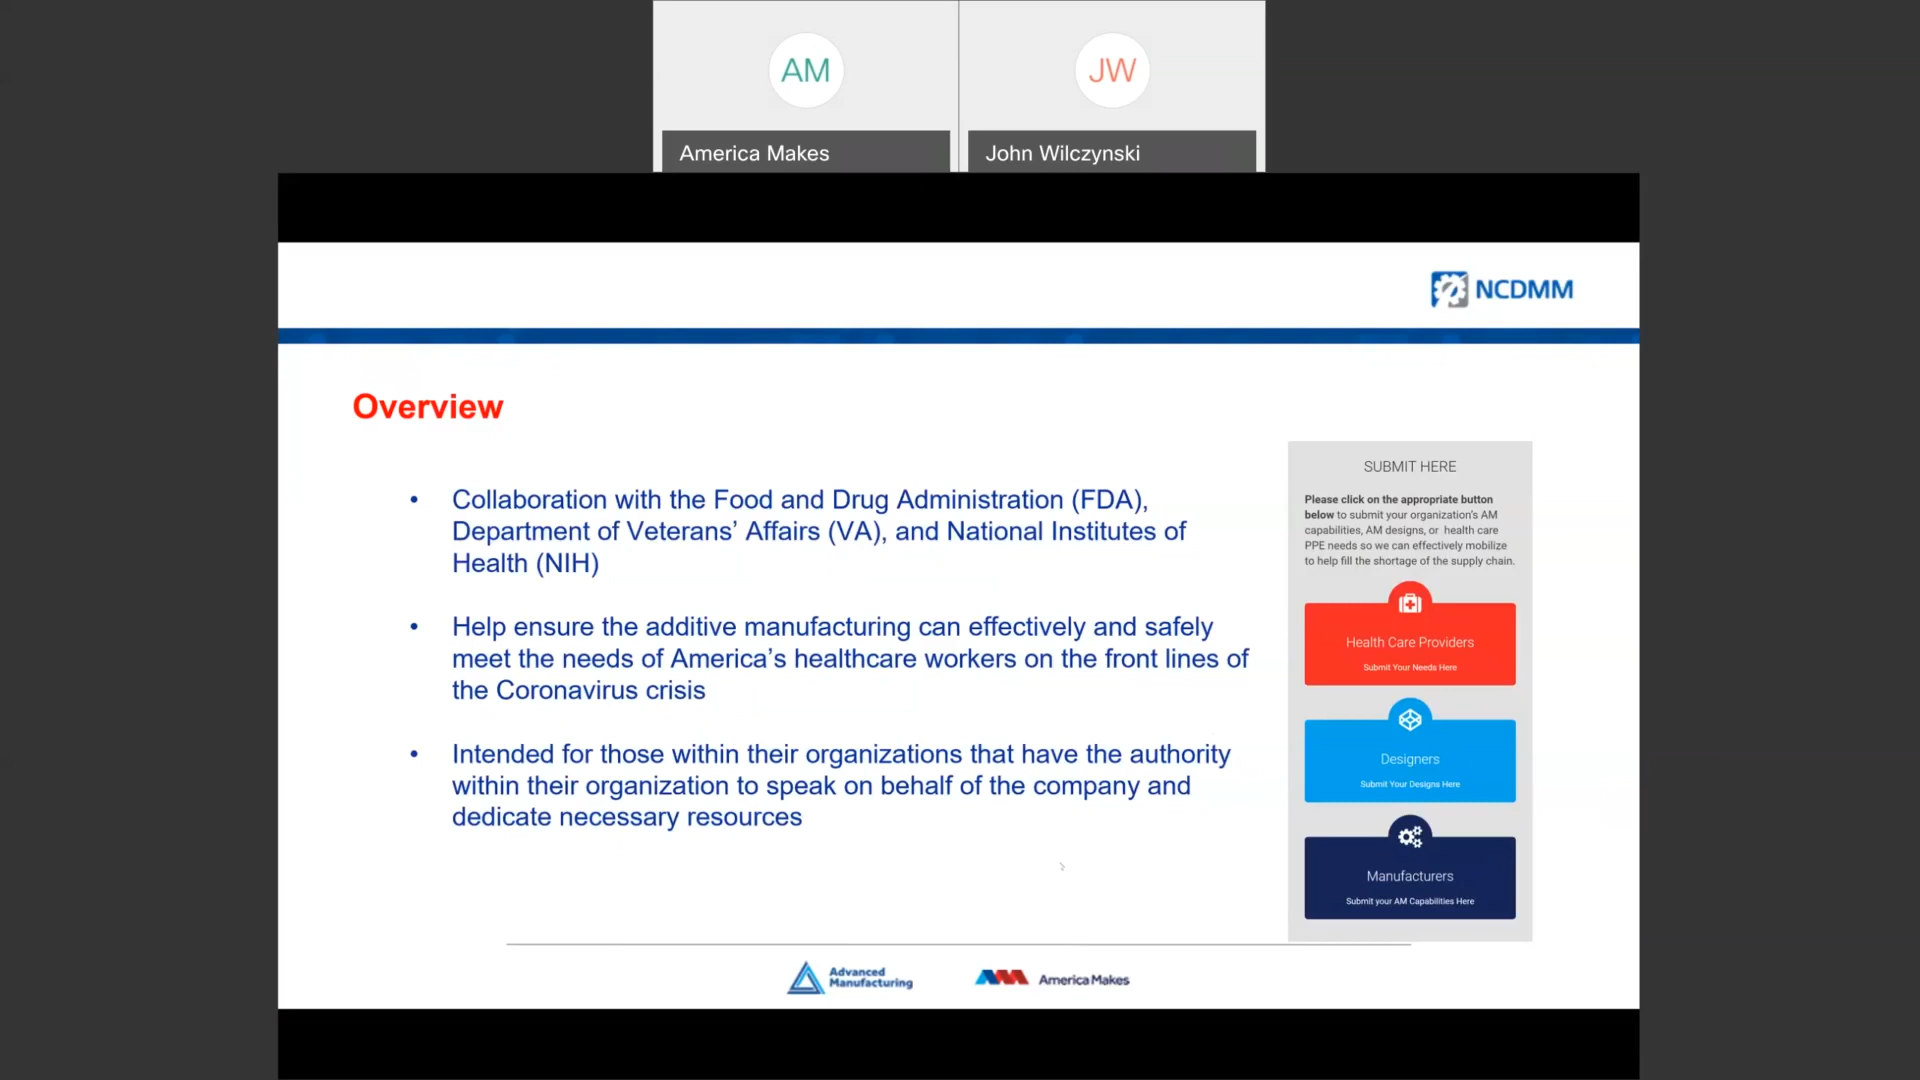 AM
JW
America Makes
John Wilczynski
NCDMM
Overview
SUBMIT HERE
• Collaboration with the Food and Drug Administration (FDA),
Department of Veterans’ Affairs (VA), and National Institutes of
Health (NIH)
• Help ensure the additive manufacturing can effectively and safely
meet the needs of America’s healthcare workers on the front lines of
the Coronavirus crisis
• Intended for those within their organizations that have the authority
within their organization to speak on behalf of the company and
dedicate necessary resources
Please click on the appropriate button
below to submit your organization's AM
capabilities, AM designs, or health care
PPE needs so we can effectively mobilize
to help fill the shortage of the supply chain.
Health Care Providers
Submit Your Needs Here
Designers
Submit Your Designs Here
Manufacturers
Submit your AM Capabilities Here
Advanced
Manufacturing
America Makes